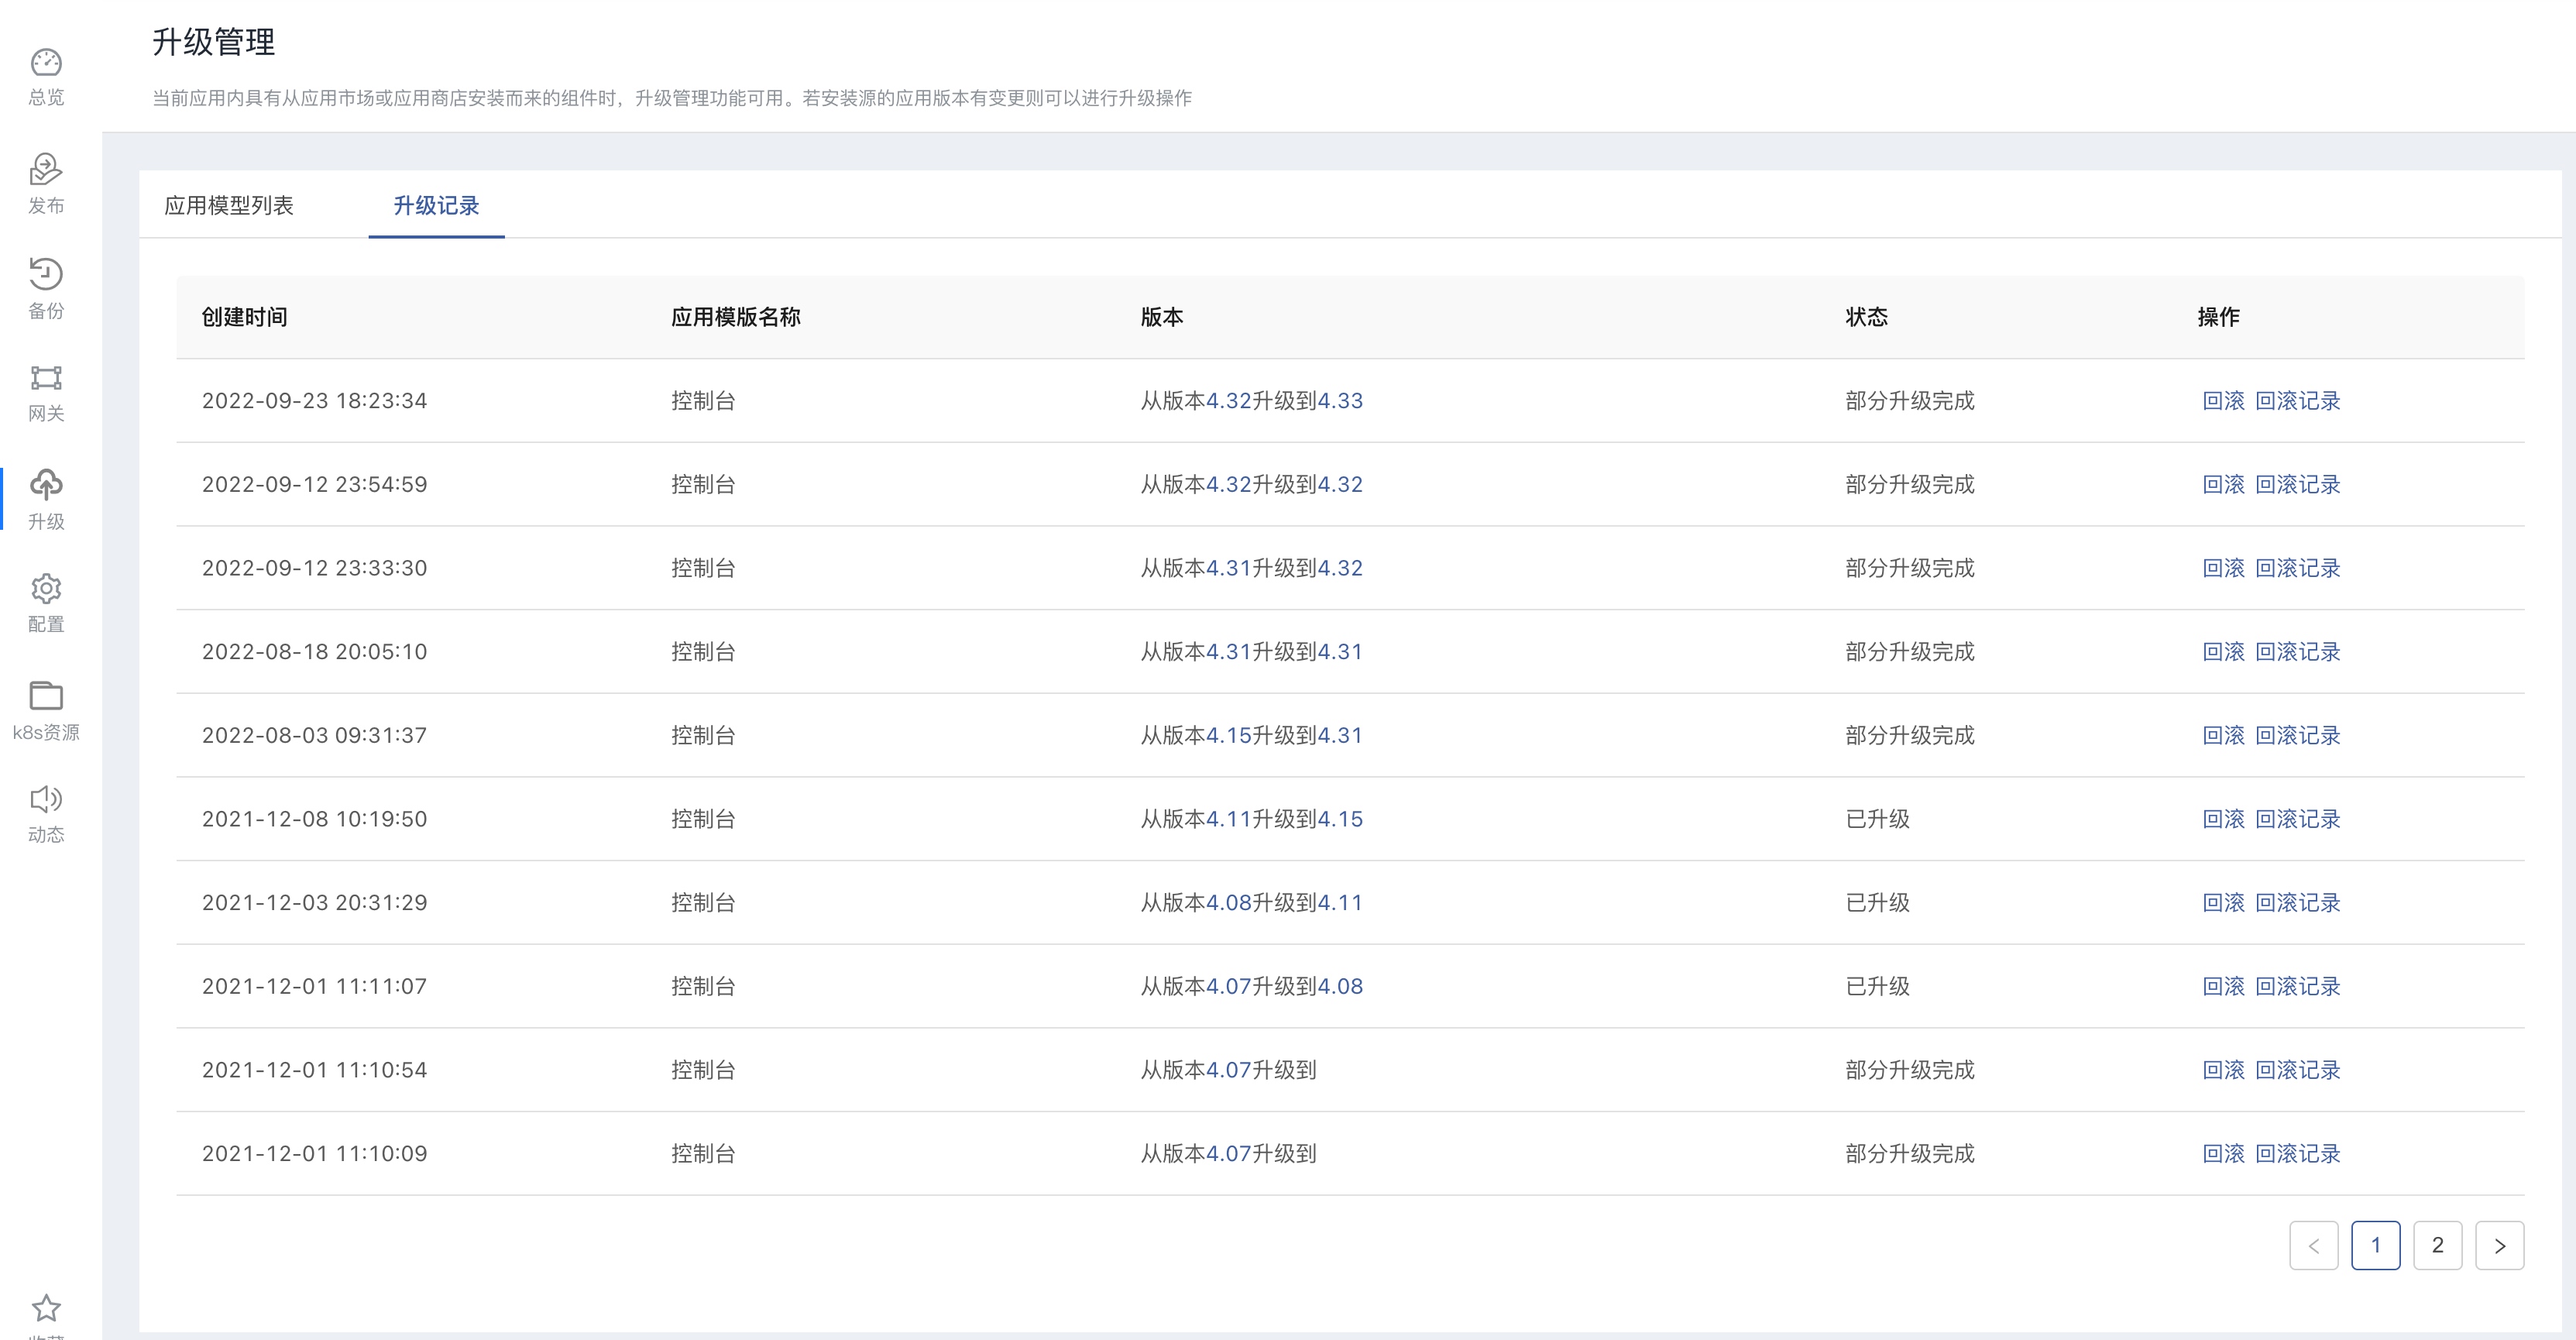 升级管理
当前应用内具有从应用市场或应用商店安装而来的组件时，升级管理功能可用。若安装源的应用版本有变更则可以进行升级操作
总览
发布
备份
网关
升级
配置
k8s资源
动态
应用模型列表 升级记录
创建时间 应用模版名称 版本 状态 操作
2022-09-23 18:23:34 控制台 从版本4.32升级到4.33 部分升级完成 回滚 回滚记录
2022-09-12 23:54:59 控制台 从版本4.32升级到4.32 部分升级完成 回滚 回滚记录
2022-09-12 23:33:30 控制台 从版本4.31升级到4.32 部分升级完成 回滚 回滚记录
2022-08-18 20:05:10 控制台 从版本4.31升级到4.31 部分升级完成 回滚 回滚记录
2022-08-03 09:31:37 控制台 从版本4.15升级到4.31 部分升级完成 回滚 回滚记录
2021-12-08 10:19:50 控制台 从版本4.11升级到4.15 已升级 回滚 回滚记录
2021-12-03 20:31:29 控制台 从版本4.08升级到4.11 已升级 回滚 回滚记录
2021-12-01 11:11:07 控制台 从版本4.07升级到4.08 已升级 回滚 回滚记录
2021-12-01 11:10:54 控制台 从版本4.07升级到 部分升级完成 回滚 回滚记录
2021-12-01 11:10:09 控制台 从版本4.07升级到 部分升级完成 回滚 回滚记录
< 1 2 >